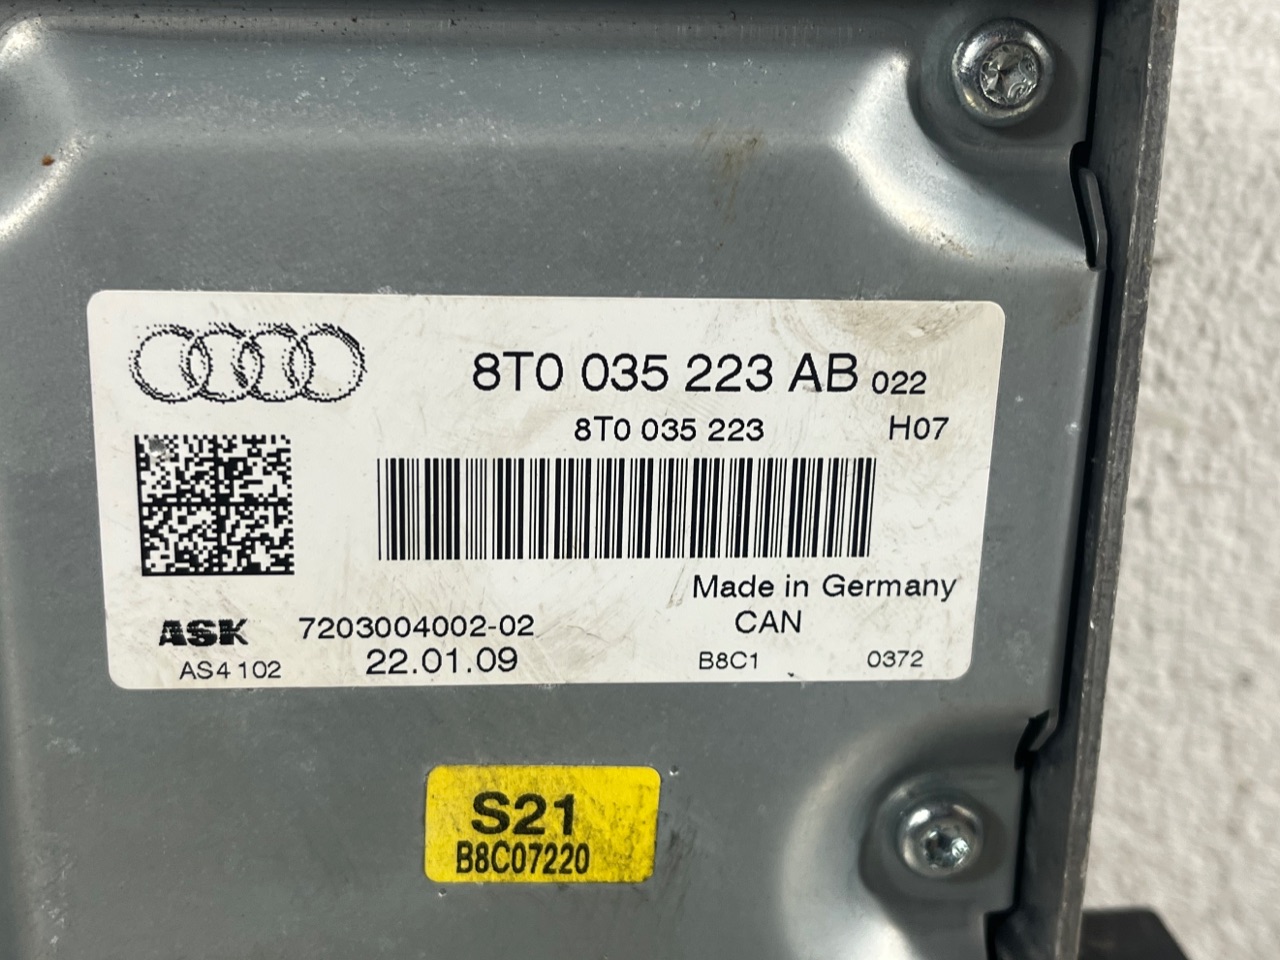 8T0 035 223 AB 022
8T0 035 223 H07
Made in Germany
ASK 7203004002-02 CAN
AS4 102 22.01.09 B8C1 0372
S21
B8C07220